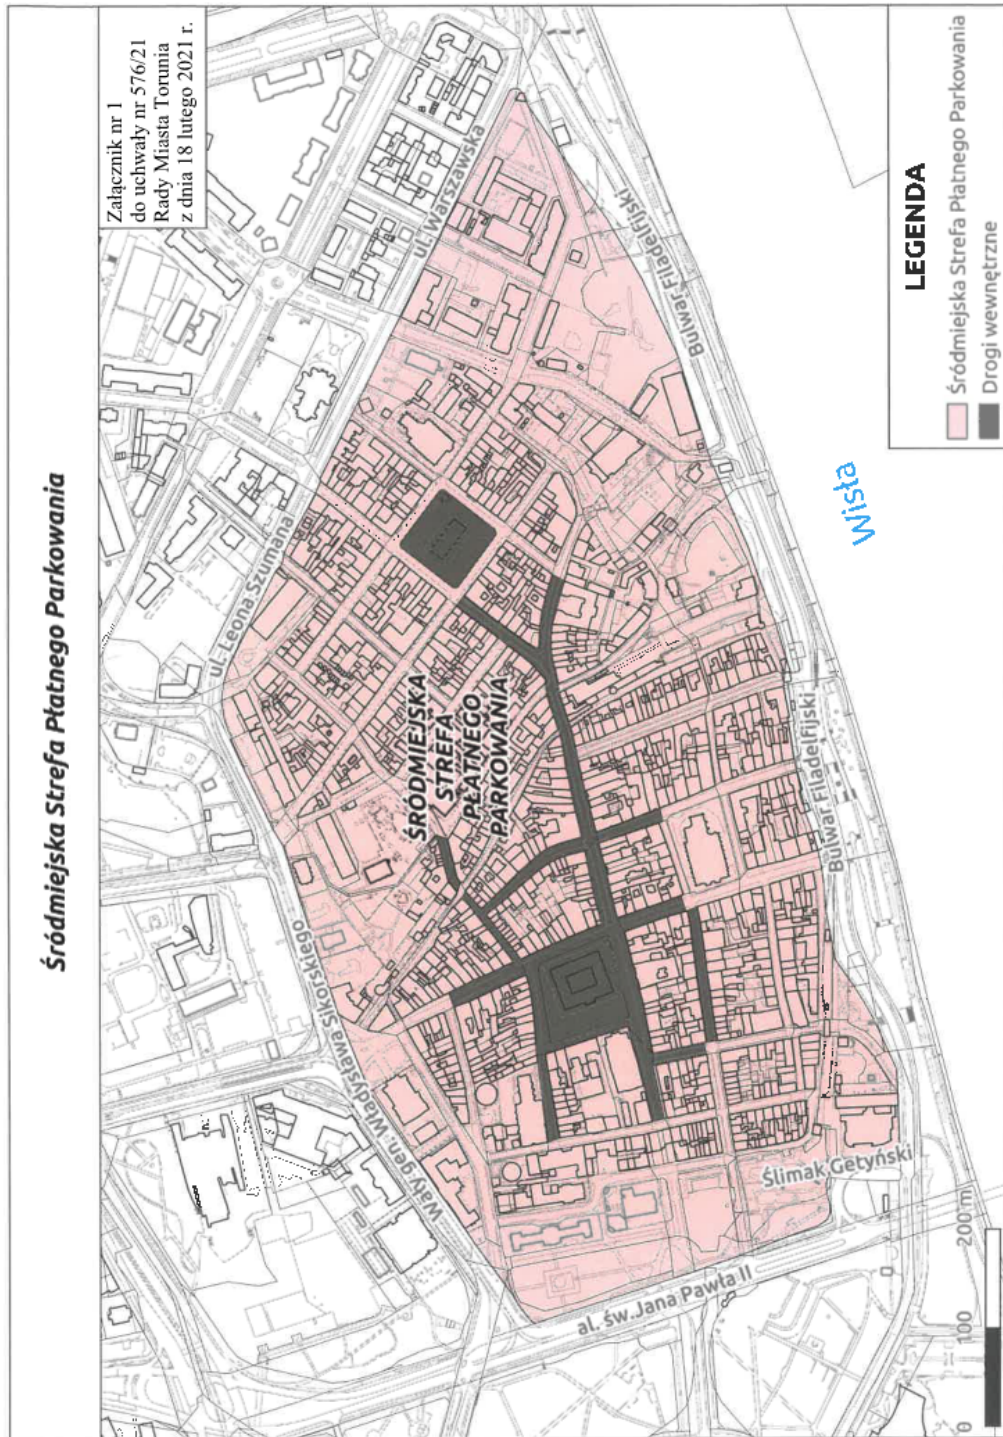 Śródmiejska Strefa Płatnego Parkowania
Załącznik nr 1
do uchwały nr 576/21
Rady Miasta Torunia
z dnia 18 lutego 2021 r.
ul. Warszawska
ul. Leona Szumana
Wały gen. Władysława Sikorskiego
ŚRÓDMIEJSKA
STREFA
PŁATNEGO
PARKOWANIA
Bulwar Filadelfijski
Bulwar Filadelfijski
Wisła
Ślimak Getyński
al. św. Jana Pawła II
LEGENDA
Śródmiejska Strefa Płatnego Parkowania
Drogi wewnętrzne
0 100 200 m